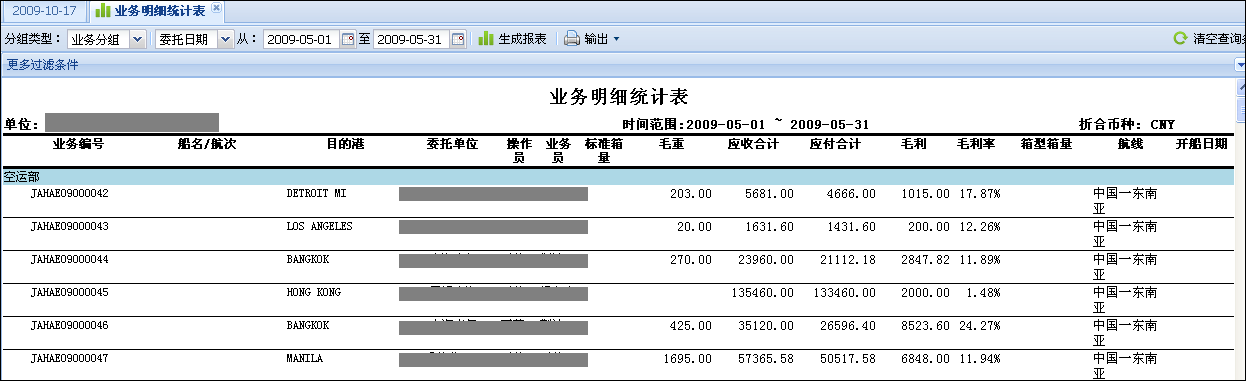 2009-10-17 业务明细统计表
分组类型： 业务分组 委托日期 从： 2009-05-01 至 2009-05-31 生成报表 输出 清空查询
更多过滤条件
业务明细统计表
单位： 时间范围:2009-05-01 ~ 2009-05-31 折合币种: CNY
业务编号 船名/航次 目的港 委托单位 操作员 业务员 标准箱量 毛重 应收合计 应付合计 毛利 毛利率 箱型箱量 航线 开船日期
空运部
JAHAE09000042 DETROIT MI 203.00 5681.00 4666.00 1015.00 17.87% 中国一东南亚
JAHAE09000043 LOS ANGELES 20.00 1631.60 1431.60 200.00 12.26% 中国一东南亚
JAHAE09000044 BANGKOK 270.00 23960.00 21112.18 2847.82 11.89% 中国一东南亚
JAHAE09000045 HONG KONG 135460.00 133460.00 2000.00 1.48% 中国一东南亚
JAHAE09000046 BANGKOK 425.00 35120.00 26596.40 8523.60 24.27% 中国一东南亚
JAHAE09000047 MANILA 1695.00 57365.58 50517.58 6848.00 11.94% 中国一东南亚